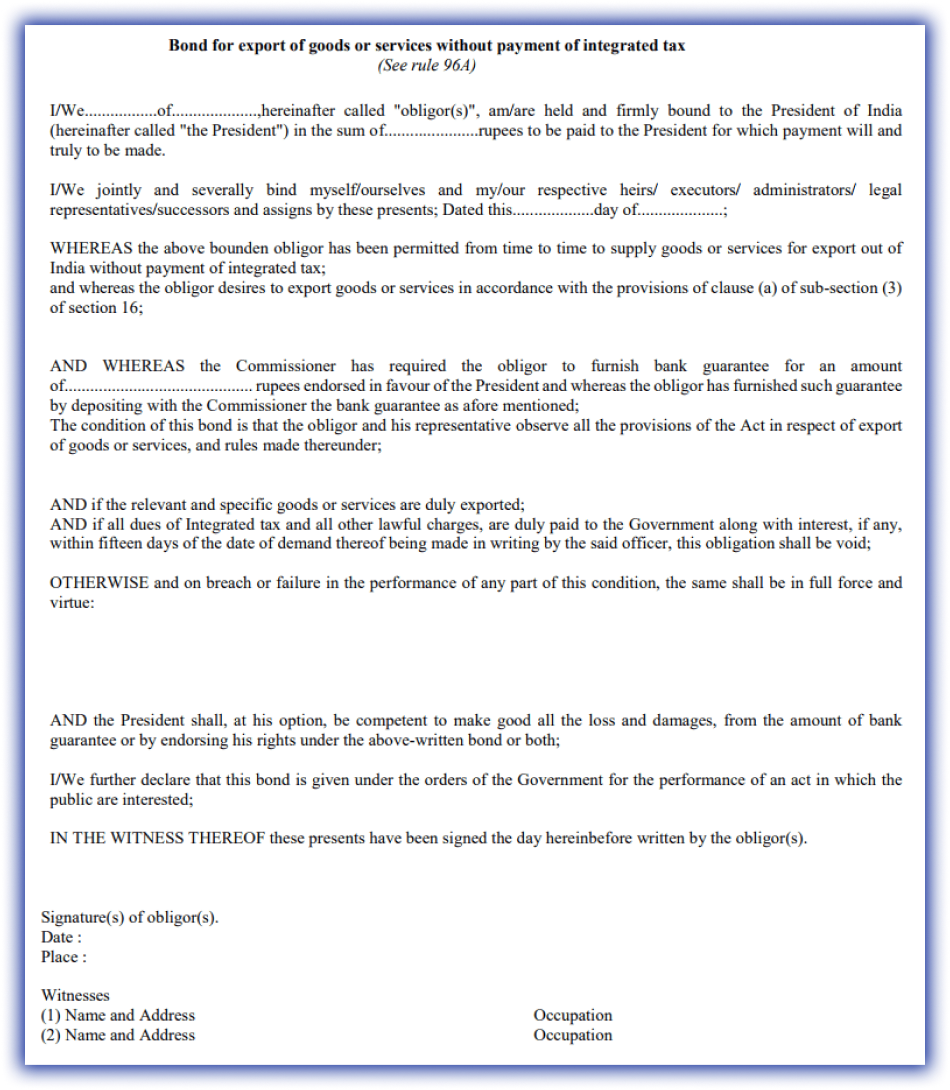 Bond for export of goods or services without payment of integrated tax
(See rule 96A)
I/We.................of....................,hereinafter called "obligor(s)", am/are held and firmly bound to the President of India
(hereinafter called "the President") in the sum of......................rupees to be paid to the President for which payment will and
truly to be made.
I/We jointly and severally bind myself/ourselves and my/our respective heirs/ executors/ administrators/ legal
representatives/successors and assigns by these presents; Dated this...................day of....................;
WHEREAS the above bounden obligor has been permitted from time to time to supply goods or services for export out of
India without payment of integrated tax;
and whereas the obligor desires to export goods or services in accordance with the provisions of clause (a) of sub-section (3)
of section 16;
AND WHEREAS the Commissioner has required the obligor to furnish bank guarantee for an amount
of............................................ rupees endorsed in favour of the President and whereas the obligor has furnished such guarantee
by depositing with the Commissioner the bank guarantee as afore mentioned;
The condition of this bond is that the obligor and his representative observe all the provisions of the Act in respect of export
of goods or services, and rules made thereunder;
AND if the relevant and specific goods or services are duly exported;
AND if all dues of Integrated tax and all other lawful charges, are duly paid to the Government along with interest, if any,
within fifteen days of the date of demand thereof being made in writing by the said officer, this obligation shall be void;
OTHERWISE and on breach or failure in the performance of any part of this condition, the same shall be in full force and
virtue:
AND the President shall, at his option, be competent to make good all the loss and damages, from the amount of bank
guarantee or by endorsing his rights under the above-written bond or both;
I/We further declare that this bond is given under the orders of the Government for the performance of an act in which the
public are interested;
IN THE WITNESS THEREOF these presents have been signed the day hereinbefore written by the obligor(s).
Signature(s) of obligor(s).
Date :
Place :
Witnesses
(1) Name and Address Occupation
(2) Name and Address Occupation